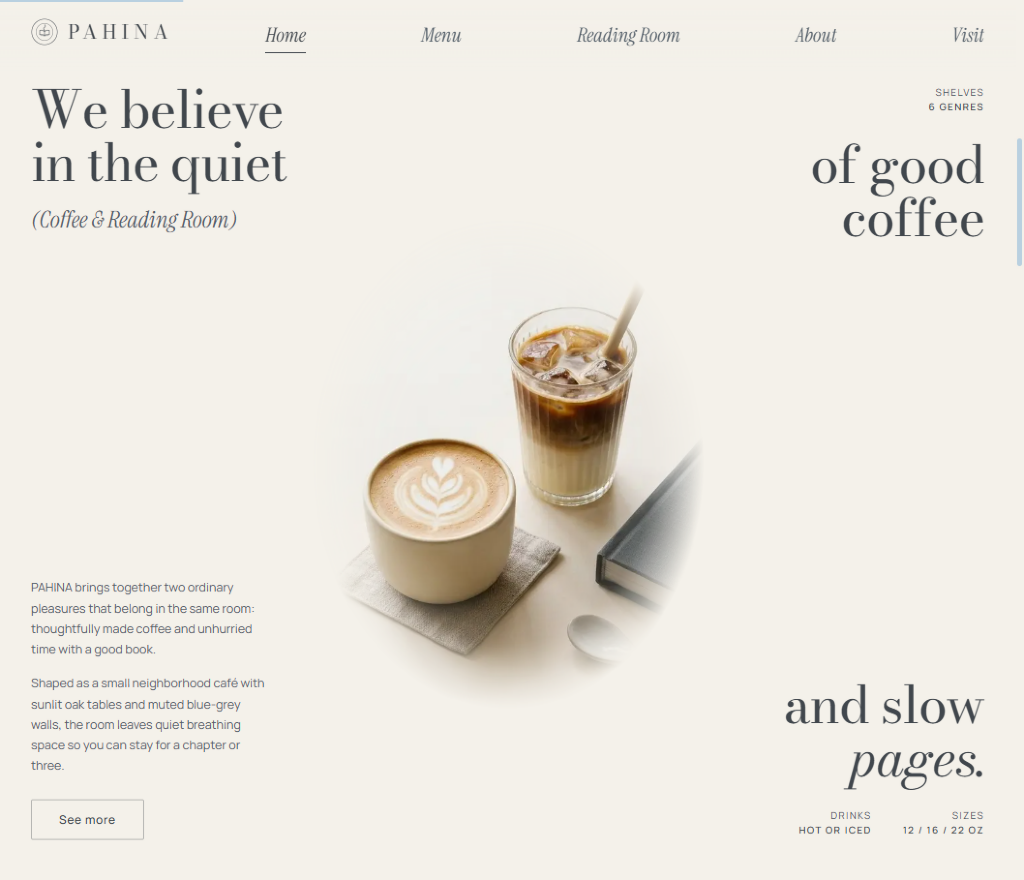 PAHINA
Home
Menu
Reading Room
About
Visit
We believe
in the quiet
(Coffee & Reading Room)
SHELVES
6 GENRES
of good
coffee
PAHINA brings together two ordinary
pleasures that belong in the same room:
thoughtfully made coffee and unhurried
time with a good book.
Shaped as a small neighborhood café with
sunlit oak tables and muted blue-grey
walls, the room leaves quiet breathing
space so you can stay for a chapter or
three.
See more
and slow
pages.
DRINKS
HOT OR ICED
SIZES
12 / 16 / 22 OZ